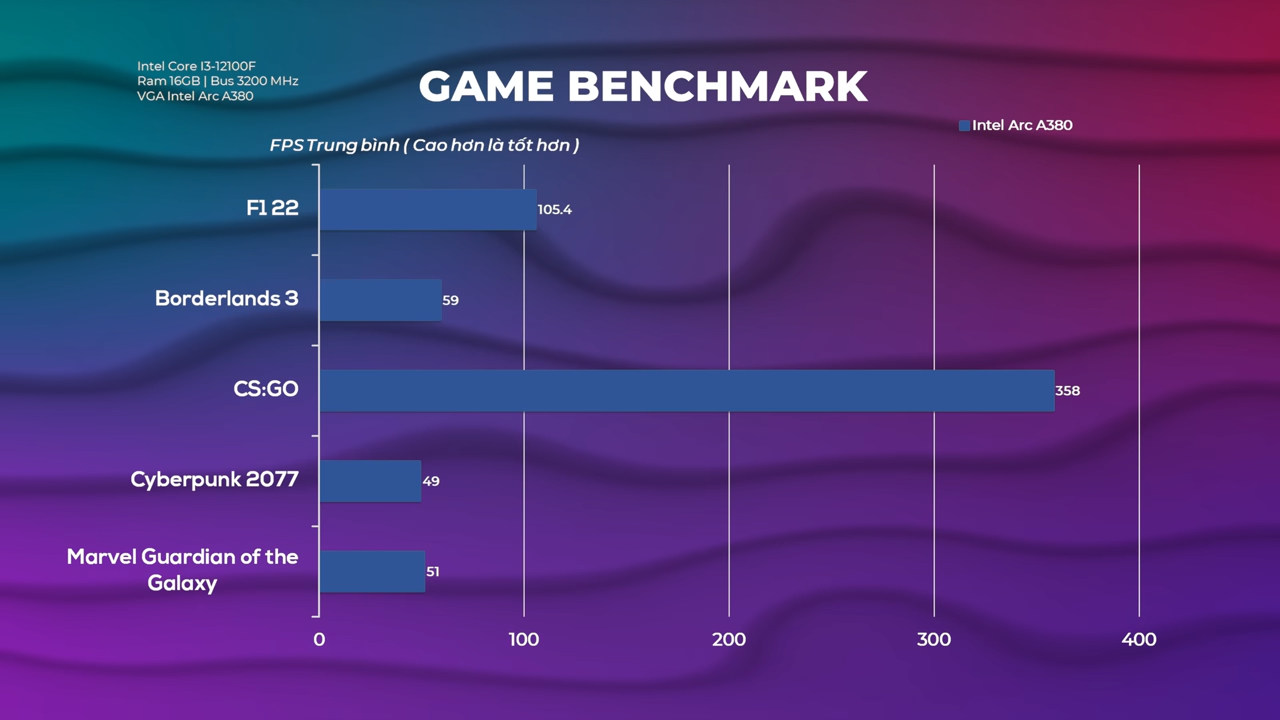 Intel Core I3-12100F
Ram 16GB | Bus 3200 MHz
VGA Intel Arc A380
GAME BENCHMARK
Intel Arc A380
FPS Trung bình ( Cao hơn là tốt hơn )
F1 22
105.4
Borderlands 3
59
CS:GO
358
Cyberpunk 2077
49
Marvel Guardian of the
Galaxy
51
0
100
200
300
400